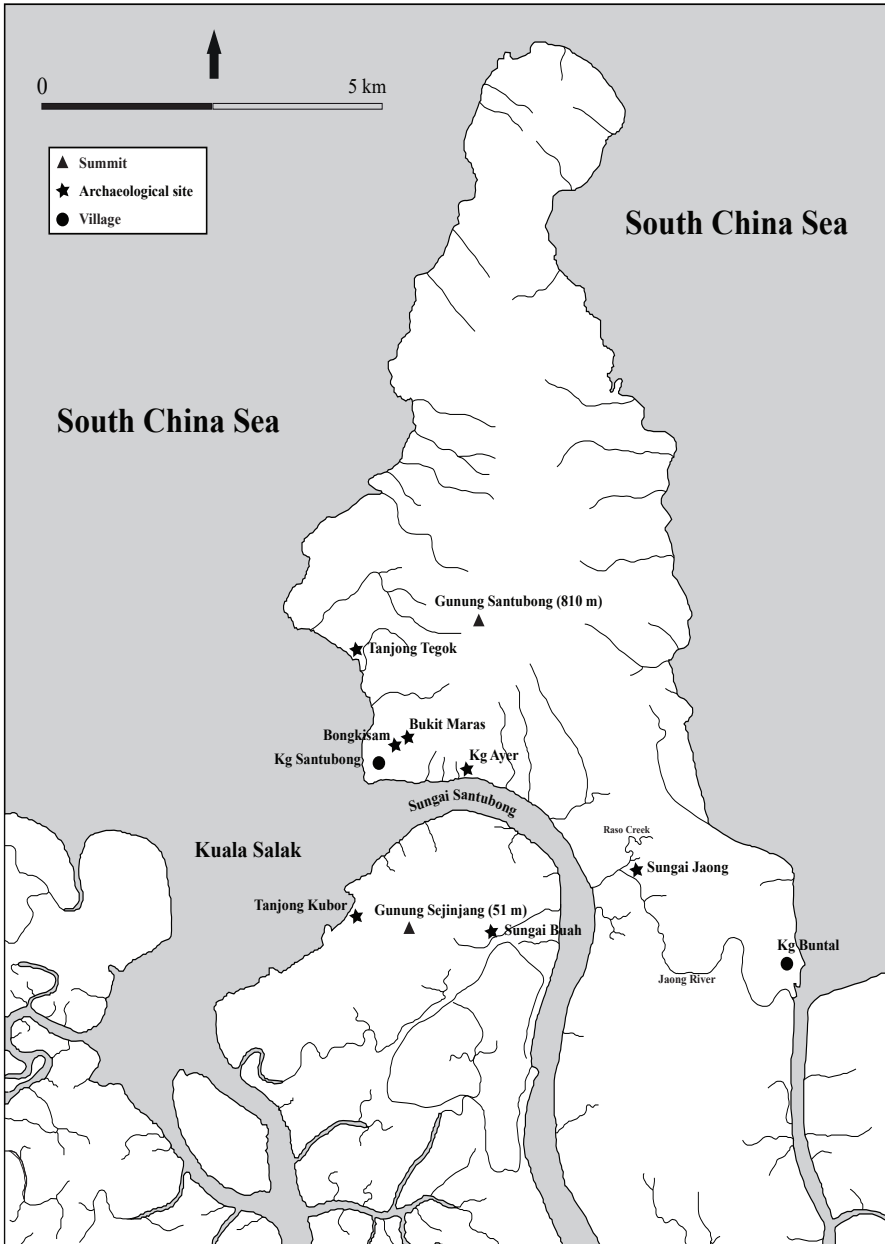 0
5 km
Summit
Archaeological site
Village
South China Sea
South China Sea
Gunung Santubong (810 m)
Tanjong Tegok
Bukit Maras
Bongkisam
Kg Santubong
Kg Ayer
Sungai Santubong
Raso Creek
Kuala Salak
Sungai Jaong
Tanjong Kubor
Gunung Sejinjang (51 m)
Sungai Buah
Kg Buntal
Jaong River